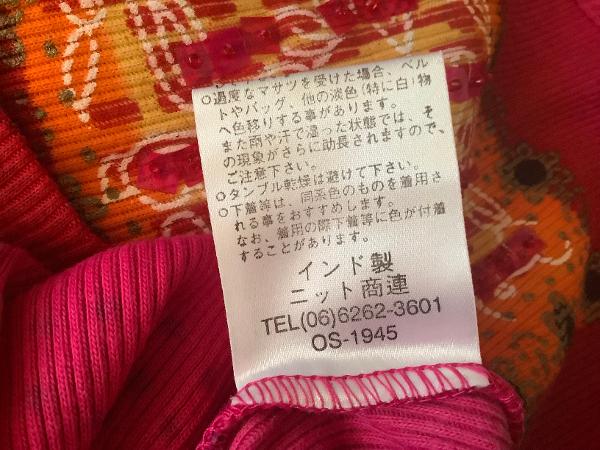 ○過度なマサツを受けた場合、ベル
トやバッグ、他の淡色(特に白)物
へ色移りする事があります。
また雨や汗で湿った状態では、そ
の現象がさらに助長されますので、
ご注意下さい。
○タンブル乾燥は避けて下さい。
○下着等は、同系色のものを着用さ
れる事をおすすめします。
なお、着用の際下着等に色が付着
することがあります。
インド製
ニット商連
TEL(06)6262-3601
OS-1945